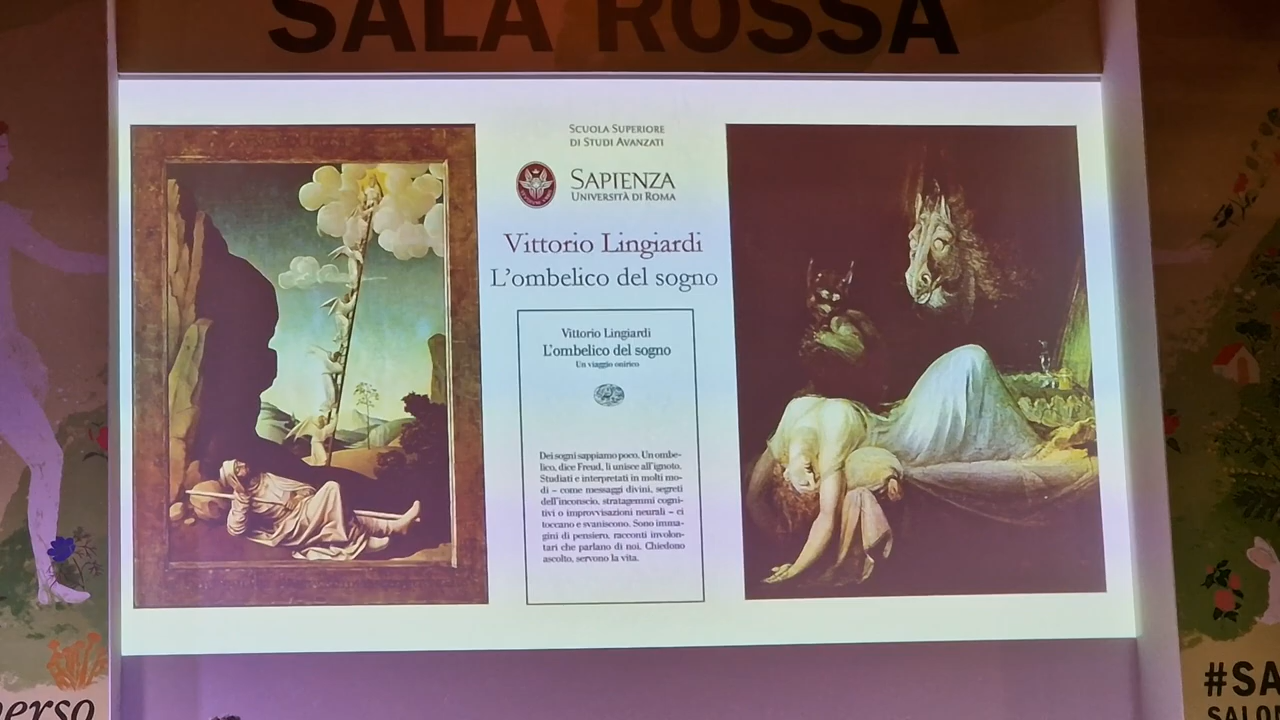 SALA ROSSA
SCUOLA SUPERIORE
DI STUDI AVANZATI
SAPIENZA
UNIVERSITÀ DI ROMA
Vittorio Lingiardi
L'ombelico del sogno
Vittorio Lingiardi
L'ombelico del sogno
Un viaggio onirico
Dei sogni sappiamo poco. Un ombe-
lico, dice Freud, li unisce all'ignoto.
Studiati e interpretati in molti mo-
di – come messaggi divini, segreti
dell'inconscio, stratagemmi cogni-
tivi o improvvisazioni neurali – ci
toccano e svaniscono. Sono imma-
gini di pensiero, racconti involon-
tari che parlano di noi. Chiedono
ascolto, servono la vita.
erso
#SA
SALO